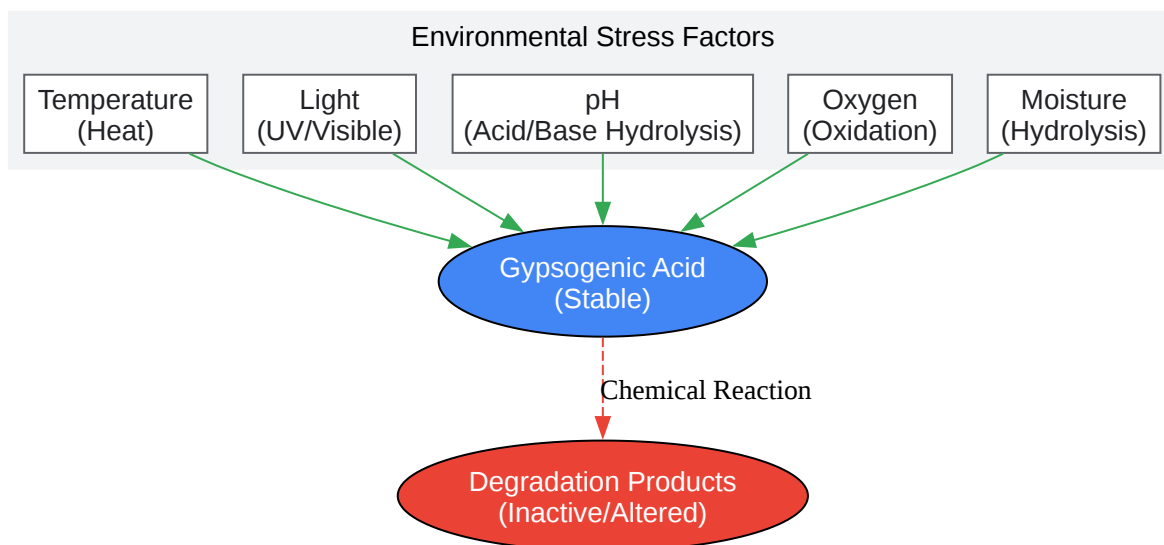 Environmental Stress Factors
Temperature
(Heat)
Light
(UV/Visible)
pH
(Acid/Base Hydrolysis)
Oxygen
(Oxidation)
Moisture
(Hydrolysis)
Gypsogenic Acid
(Stable)
Chemical Reaction
Degradation Products
(Inactive/Altered)